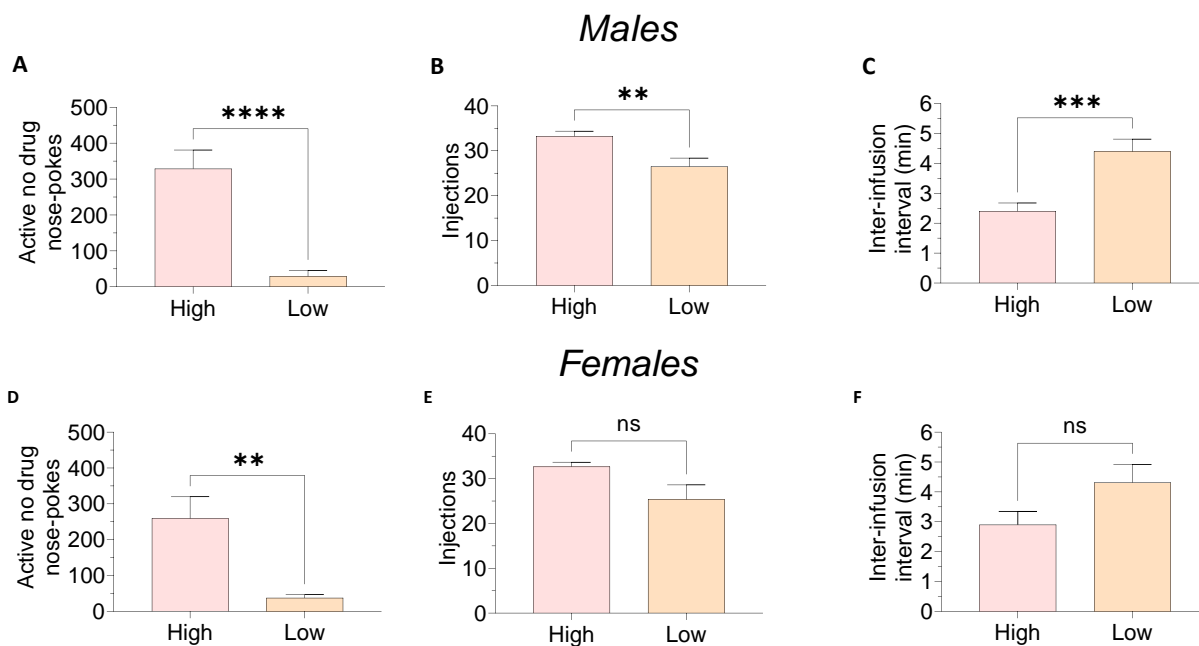 Males
A
Active no drug
nose-pokes
500
400
300
200
100
0
****
High Low
B
Injections
40
30
20
10
0
**
High Low
C
Inter-infusion
interval (min)
6
5
4
3
2
1
0
***
High Low
Females
D
Active no drug
nose-pokes
500
400
300
200
100
0
**
High Low
E
Injections
40
30
20
10
0
ns
High Low
F
Inter-infusion
interval (min)
6
5
4
3
2
1
0
ns
High Low